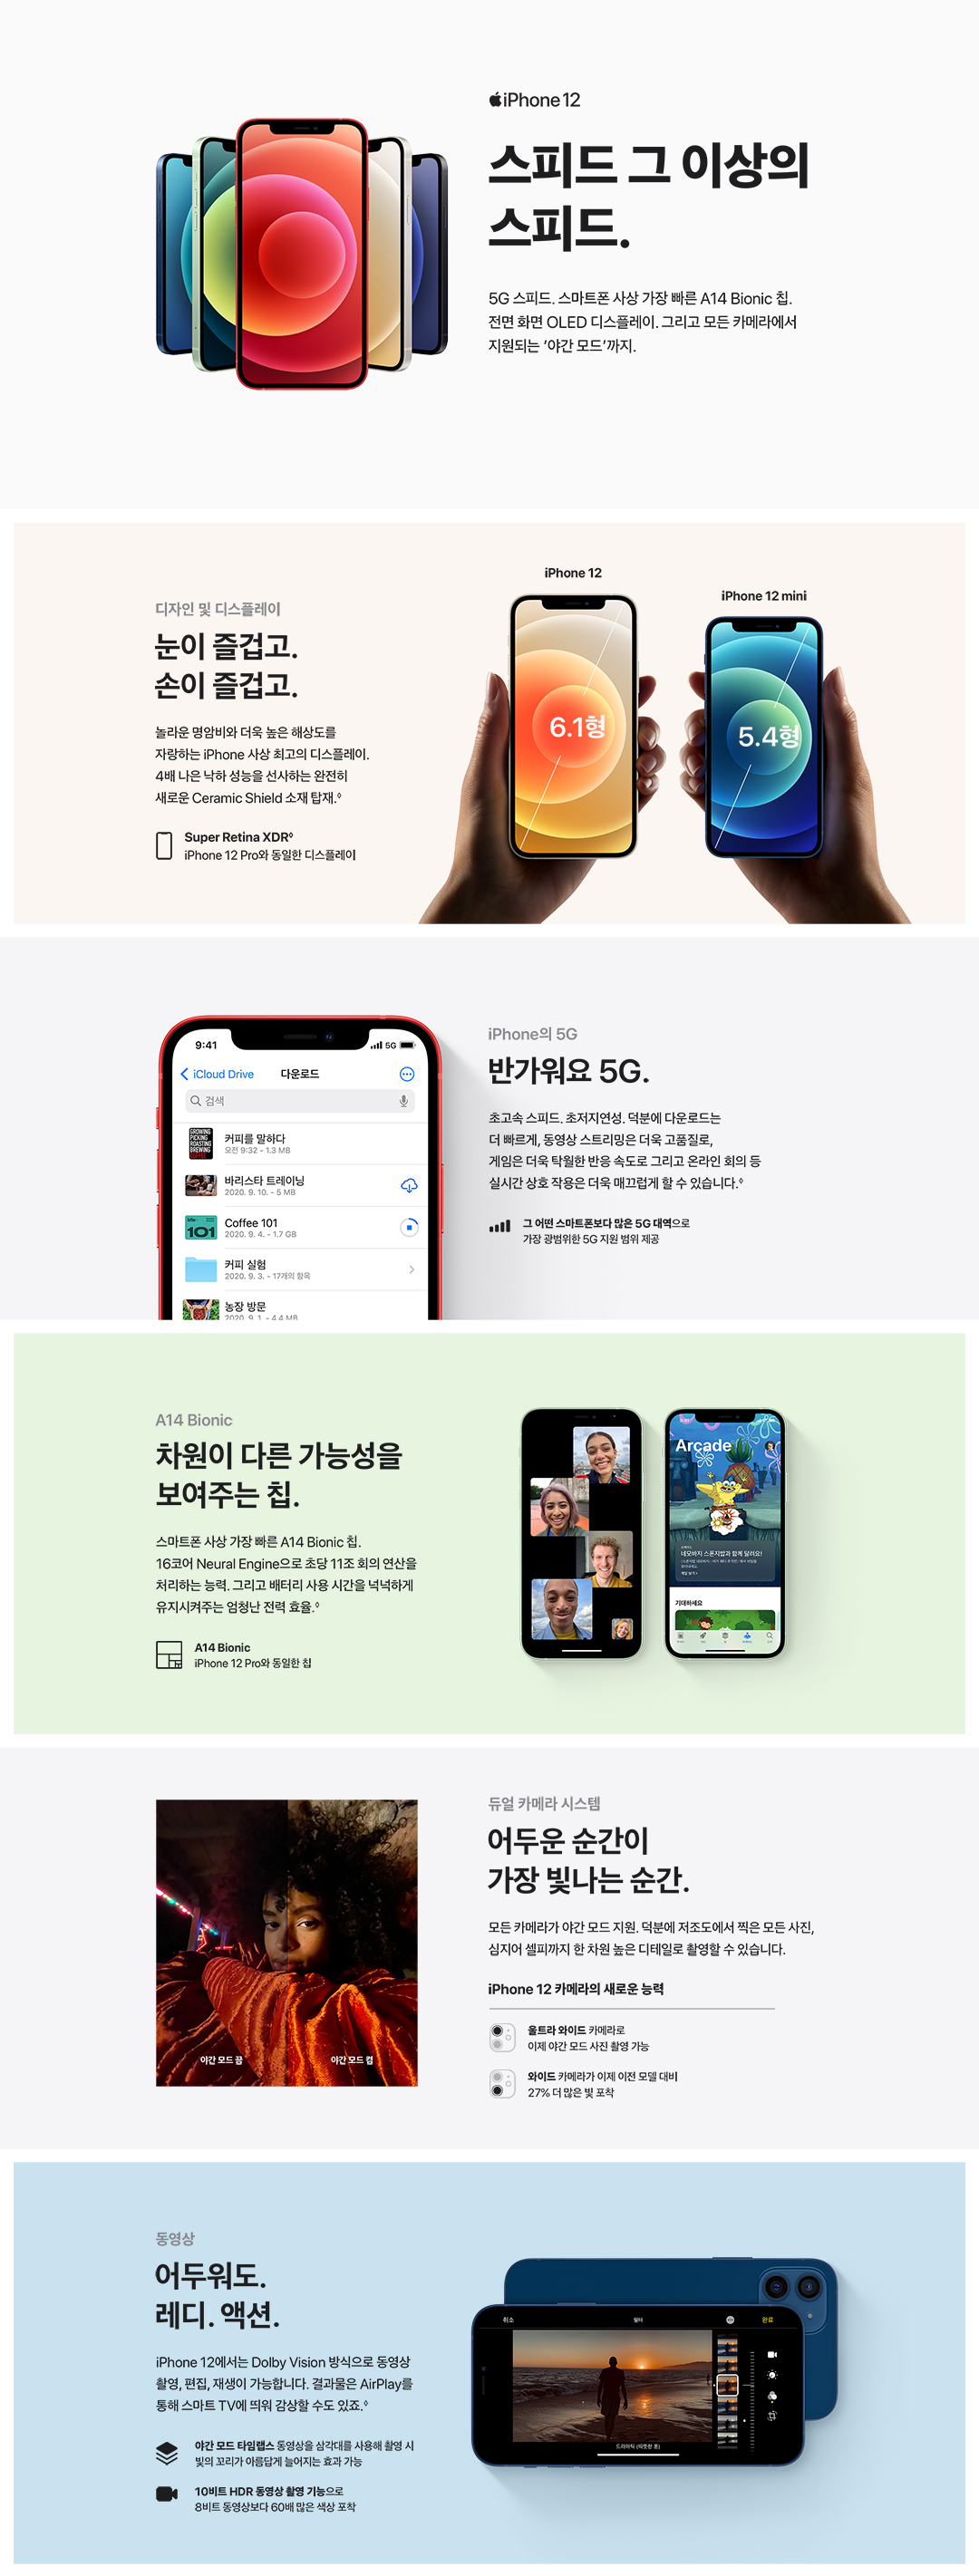 iPhone 12
스피드 그 이상의
스피드.
5G 스피드. 스마트폰 사상 가장 빠른 A14 Bionic 칩.
전면 화면 OLED 디스플레이. 그리고 모든 카메라에서
지원되는 ‘야간 모드’까지.
디자인 및 디스플레이
눈이 즐겁고.
손이 즐겁고.
놀라운 명암비와 더욱 높은 해상도를
자랑하는 iPhone 사상 최고의 디스플레이.
4배 나은 낙하 성능을 선사하는 완전히
새로운 Ceramic Shield 소재 탑재.◊
Super Retina XDR◊
iPhone 12 Pro와 동일한 디스플레이
iPhone 12
6.1형
iPhone 12 mini
5.4형
9:41
5G
iCloud Drive
다운로드
검색
GROWING
PICKING
ROASTING
BREWING
커피를 말하다
오전 9:32 - 1.3 MB
바리스타 트레이닝
2020. 9. 10. - 5 MB
101
Coffee 101
2020. 9. 4. - 1.7 GB
커피 실험
2020. 9. 3. - 17개의 항목
농장 방문
2020. 9. 1. - 4.4 MB
iPhone의 5G
반가워요 5G.
초고속 스피드. 초저지연성. 덕분에 다운로드는
더 빠르게, 동영상 스트리밍은 더욱 고품질로,
게임은 더욱 탁월한 반응 속도로 그리고 온라인 회의 등
실시간 상호 작용은 더욱 매끄럽게 할 수 있습니다.◊
그 어떤 스마트폰보다 많은 5G 대역으로
가장 광범위한 5G 지원 범위 제공
A14 Bionic
차원이 다른 가능성을
보여주는 칩.
스마트폰 사상 가장 빠른 A14 Bionic 칩.
16코어 Neural Engine으로 초당 11조 회의 연산을
처리하는 능력. 그리고 배터리 사용 시간을 넉넉하게
유지시켜주는 엄청난 전력 효율.◊
A14 Bionic
iPhone 12 Pro와 동일한 칩
Arcade
네모바지 스폰지밥과 함께 달려요!
기대하세요
듀얼 카메라 시스템
어두운 순간이
가장 빛나는 순간.
모든 카메라가 야간 모드 지원. 덕분에 저조도에서 찍은 모든 사진,
심지어 셀피까지 한 차원 높은 디테일로 촬영할 수 있습니다.
iPhone 12 카메라의 새로운 능력
울트라 와이드 카메라로
이제 야간 모드 사진 촬영 가능
와이드 카메라가 이제 이전 모델 대비
27% 더 많은 빛 포착
야간 모드 끔
야간 모드 켬
동영상
어두워도.
레디. 액션.
iPhone 12에서는 Dolby Vision 방식으로 동영상
촬영, 편집, 재생이 가능합니다. 결과물은 AirPlay를
통해 스마트 TV에 띄워 감상할 수도 있죠.◊
야간 모드 타임랩스 동영상을 삼각대를 사용해 촬영 시
빛의 꼬리가 아름답게 늘어지는 효과 가능
10비트 HDR 동영상 촬영 기능으로
8비트 동영상보다 60배 많은 색상 포착
취소
필터
완료
드라마틱 (따뜻한 톤)